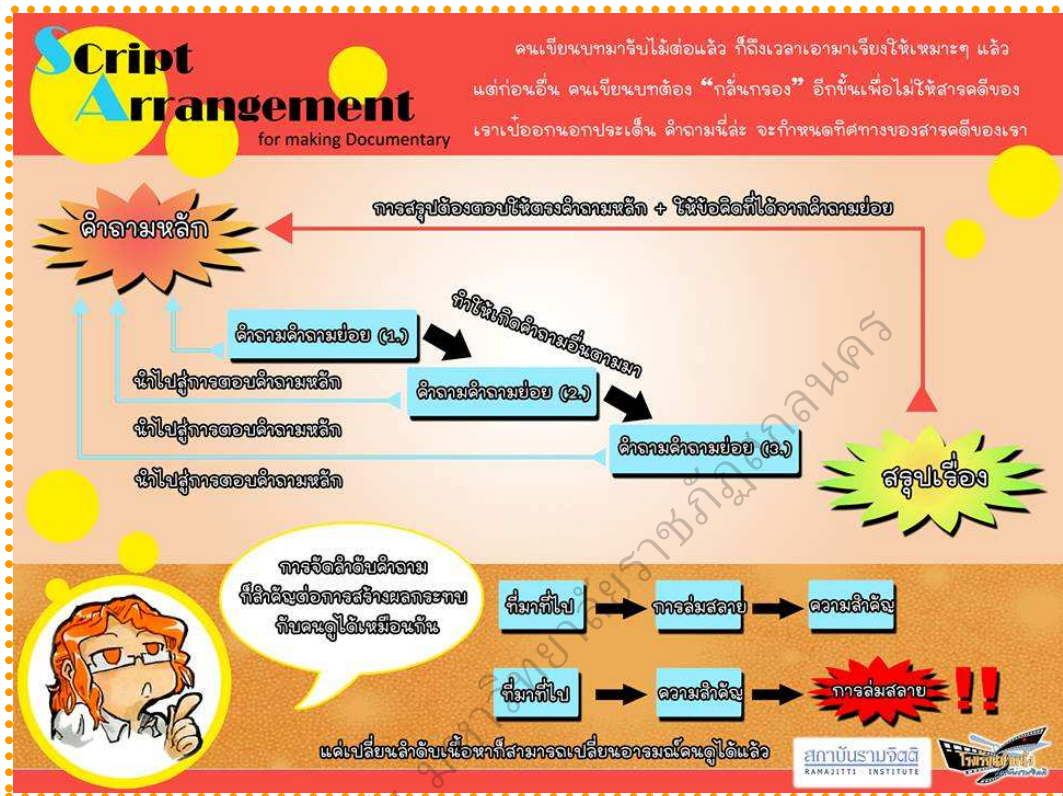 Script
Arrangement
for making Documentary
คนเขียนบทมารับไม้ต่อแล้ว ก็ถึงเวลาเอามาเรียงให้เหมาะๆ แล้ว
แต่ก่อนอื่น คนเขียนบทต้อง “กลั่นกรอง” อีกขั้นเพื่อไม่ให้สารคดีของ
เราเป๋ออกนอกประเด็น คำถามนี่ล่ะ จะกำหนดทิศทางของสารคดีของเรา
การสรุปต้องตอบให้ตรงคำถามหลัก + ให้ข้อคิดที่ได้จากคำถามย่อย
คำถามหลัก
ทำให้เกิดคำถามอื่นตามมา
คำถามคำถามย่อย (1.)
นำไปสู่การตอบคำถามหลัก
คำถามคำถามย่อย (2.)
นำไปสู่การตอบคำถามหลัก
คำถามคำถามย่อย (3.)
นำไปสู่การตอบคำถามหลัก
สรุปเรื่อง
การจัดลำดับคำถาม
ก็สำคัญต่อการสร้างผลกระทบ
กับคนดูได้เหมือนกัน
ที่มาที่ไป การล่มสลาย ความสำคัญ
ที่มาที่ไป ความสำคัญ การล่มสลาย !!
แค่เปลี่ยนลำดับเนื้อหาก็สามารถเปลี่ยนอารมณ์คนดูได้แล้ว
สถาบันรามจิตติ
RAMAJITTI INSTITUTE
มหาวิทยาลัยราชภัฏสกลนคร